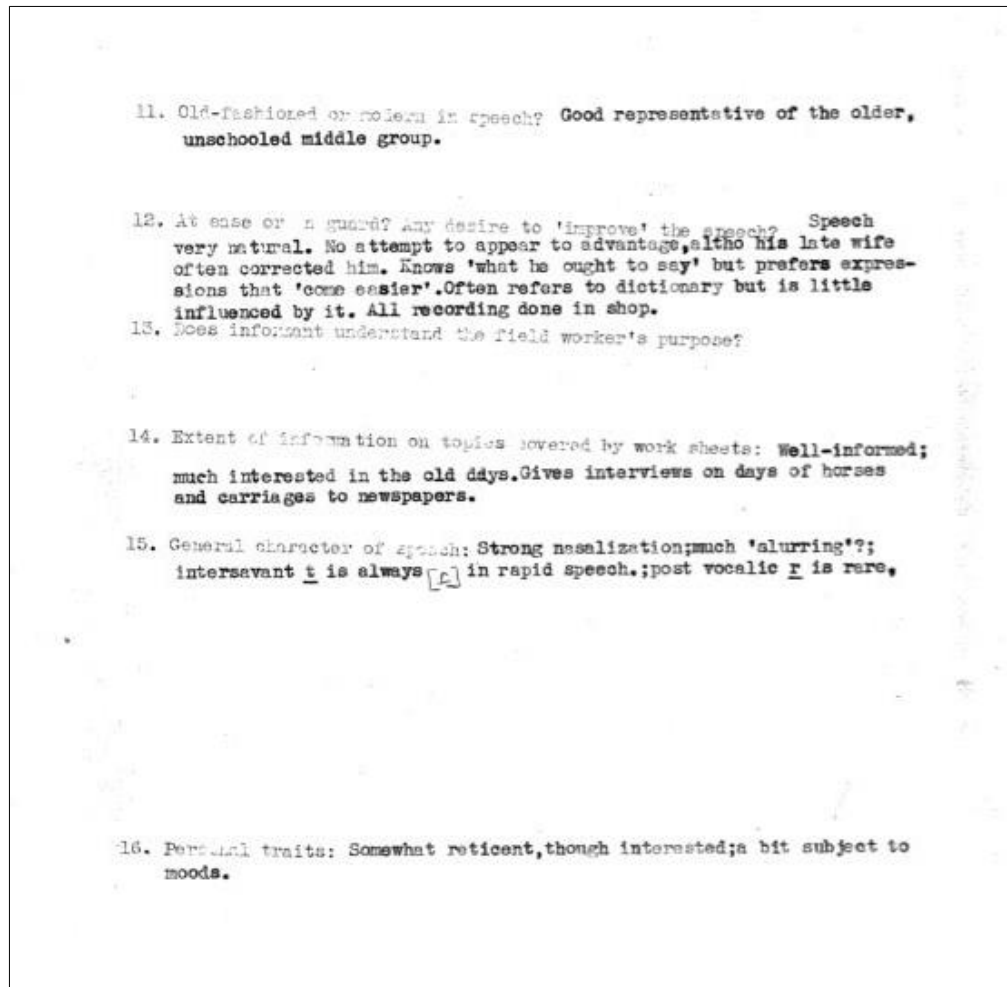 11. Old-fashioned or modern in speech? Good representative of the older,
unschooled middle group.
12. At ease or n guard? Any desire to 'improve' the speech? Speech
very natural. No attempt to appear to advantage,altho his late wife
often corrected him. Knows 'what he ought to say' but prefers expres-
sions that 'come easier'.Often refers to dictionary but is little
influenced by it. All recording done in shop.
13. Does informant understand the field worker's purpose?
14. Extent of information on topics covered by work sheets: Well-informed;
much interested in the old ddys.Gives interviews on days of horses
and carriages to newspapers.
15. General character of speech: Strong nasalization;much 'alurring'?;
intersavant t is always [ɾ] in rapid speech.;post vocalic r is rare,
16. Personal traits: Somewhat reticent,though interested;a bit subject to
moods.